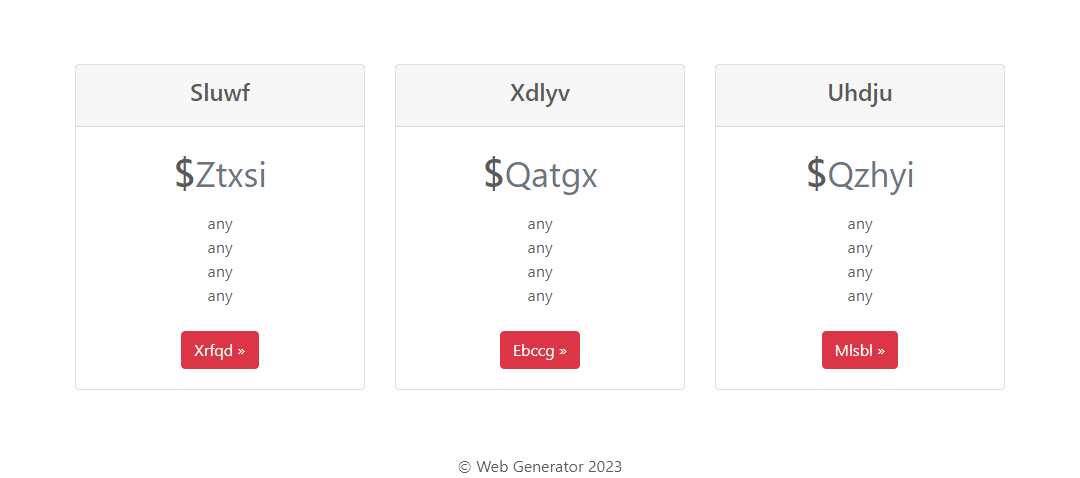 Sluwf
$Ztxsi
any
any
any
any
Xrfqd »
Xdlyv
$Qatgx
any
any
any
any
Ebccg »
Uhdju
$Qzhyi
any
any
any
any
Mlsbl »
© Web Generator 2023